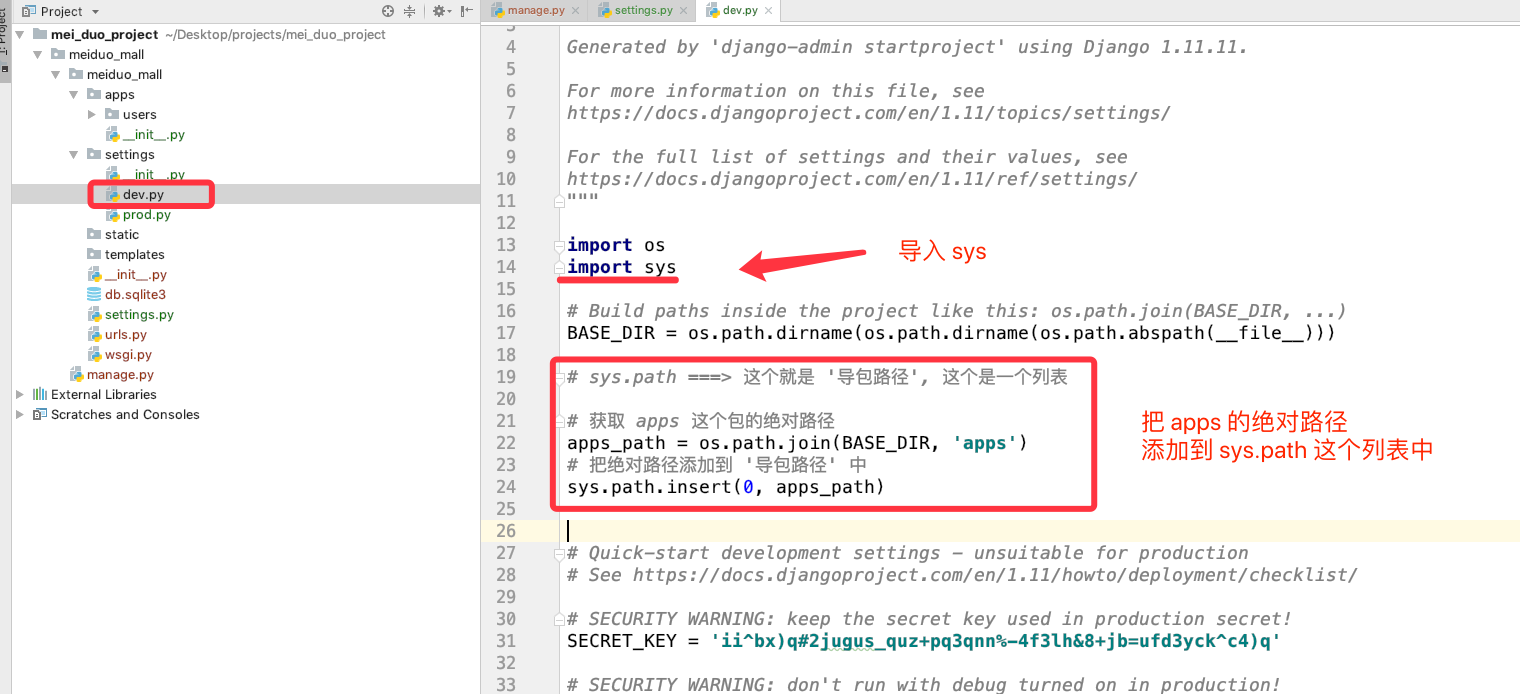 1: Project
Project
mei_duo_project ~/Desktop/projects/mei_duo_project
meiduo_mall
meiduo_mall
apps
users
__init__.py
settings
__init__.py
dev.py
prod.py
static
templates
__init__.py
db.sqlite3
settings.py
urls.py
wsgi.py
manage.py
External Libraries
Scratches and Consoles
manage.py settings.py dev.py
3
4 Generated by 'django-admin startproject' using Django 1.11.11.
5
6 For more information on this file, see
7 https://docs.djangoproject.com/en/1.11/topics/settings/
8
9 For the full list of settings and their values, see
10 https://docs.djangoproject.com/en/1.11/ref/settings/
11 """
12
13 import os
14 import sys
导入 sys
15
16 # Build paths inside the project like this: os.path.join(BASE_DIR, ...)
17 BASE_DIR = os.path.dirname(os.path.dirname(os.path.abspath(__file__)))
18
19 # sys.path ===> 这个就是 '导包路径', 这个是一个列表
20
21 # 获取 apps 这个包的绝对路径
22 apps_path = os.path.join(BASE_DIR, 'apps')
23 # 把绝对路径添加到 '导包路径' 中
24 sys.path.insert(0, apps_path)
把 apps 的绝对路径
添加到 sys.path 这个列表中
25
26
27 # Quick-start development settings - unsuitable for production
28 # See https://docs.djangoproject.com/en/1.11/howto/deployment/checklist/
29
30 # SECURITY WARNING: keep the secret key used in production secret!
31 SECRET_KEY = 'ii^bx)q#2jugus_quz+pq3qnn%-4f3lh&8+jb=ufd3yck^c4)q'
32
33 # SECURITY WARNING: don't run with debug turned on in production!